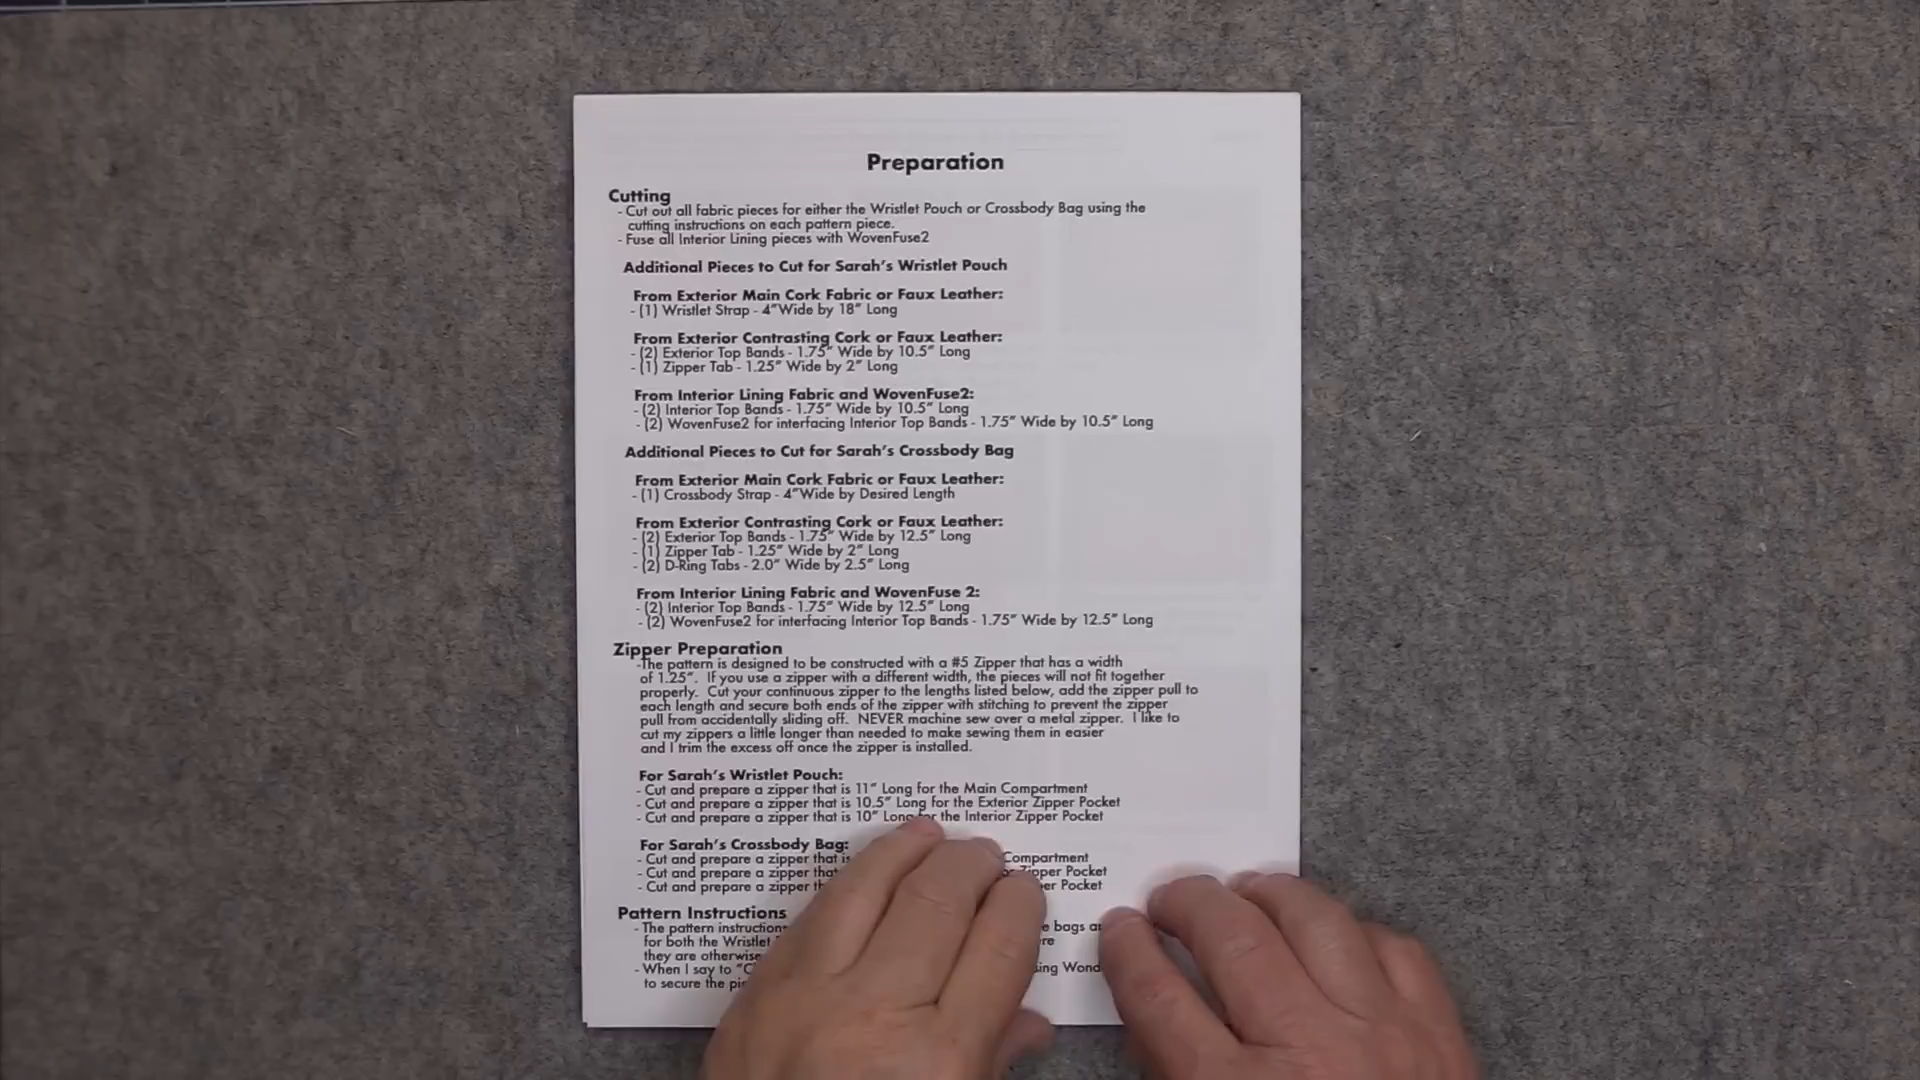 Preparation
Cutting
- Cut out all fabric pieces for either the Wristlet Pouch or Crossbody Bag using the
cutting instructions on each pattern piece.
- Fuse all Interior Lining pieces with WovenFuse2
Additional Pieces to Cut for Sarah's Wristlet Pouch
From Exterior Main Cork Fabric or Faux Leather:
- (1) Wristlet Strap - 4"Wide by 18" Long
From Exterior Contrasting Cork or Faux Leather:
- (2) Exterior Top Bands - 1.75" Wide by 10.5" Long
- (1) Zipper Tab - 1.25" Wide by 2" Long
From Interior Lining Fabric and WovenFuse2:
- (2) Interior Top Bands - 1.75" Wide by 10.5" Long
- (2) WovenFuse2 for interfacing Interior Top Bands - 1.75" Wide by 10.5" Long
Additional Pieces to Cut for Sarah's Crossbody Bag
From Exterior Main Cork Fabric or Faux Leather:
- (1) Crossbody Strap - 4"Wide by Desired Length
From Exterior Contrasting Cork or Faux Leather:
- (2) Exterior Top Bands - 1.75" Wide by 12.5" Long
- (1) Zipper Tab - 1.25" Wide by 2" Long
- (2) D-Ring Tabs - 2.0" Wide by 2.5" Long
From Interior Lining Fabric and WovenFuse 2:
- (2) Interior Top Bands - 1.75" Wide by 12.5" Long
- (2) WovenFuse2 for interfacing Interior Top Bands - 1.75" Wide by 12.5" Long
Zipper Preparation
-The pattern is designed to be constructed with a #5 Zipper that has a width
of 1.25". If you use a zipper with a different width, the pieces will not fit together
properly. Cut your continuous zipper to the lengths listed below, add the zipper pull to
each length and secure both ends of the zipper with stitching to prevent the zipper
pull from accidentally sliding off. NEVER machine sew over a metal zipper. I like to
cut my zippers a little longer than needed to make sewing them in easier
and I trim the excess off once the zipper is installed.
For Sarah's Wristlet Pouch:
- Cut and prepare a zipper that is 11" Long for the Main Compartment
- Cut and prepare a zipper that is 10.5" Long for the Exterior Zipper Pocket
- Cut and prepare a zipper that is 10" Long for the Interior Zipper Pocket
For Sarah's Crossbody Bag:
- Cut and prepare a zipper that is Compartment
- Cut and prepare a zipper that Zipper Pocket
- Cut and prepare a zipper Pocket
Pattern Instructions
- The pattern bags
for both the Wristlet
they are otherwise
- When I say to
to secure the